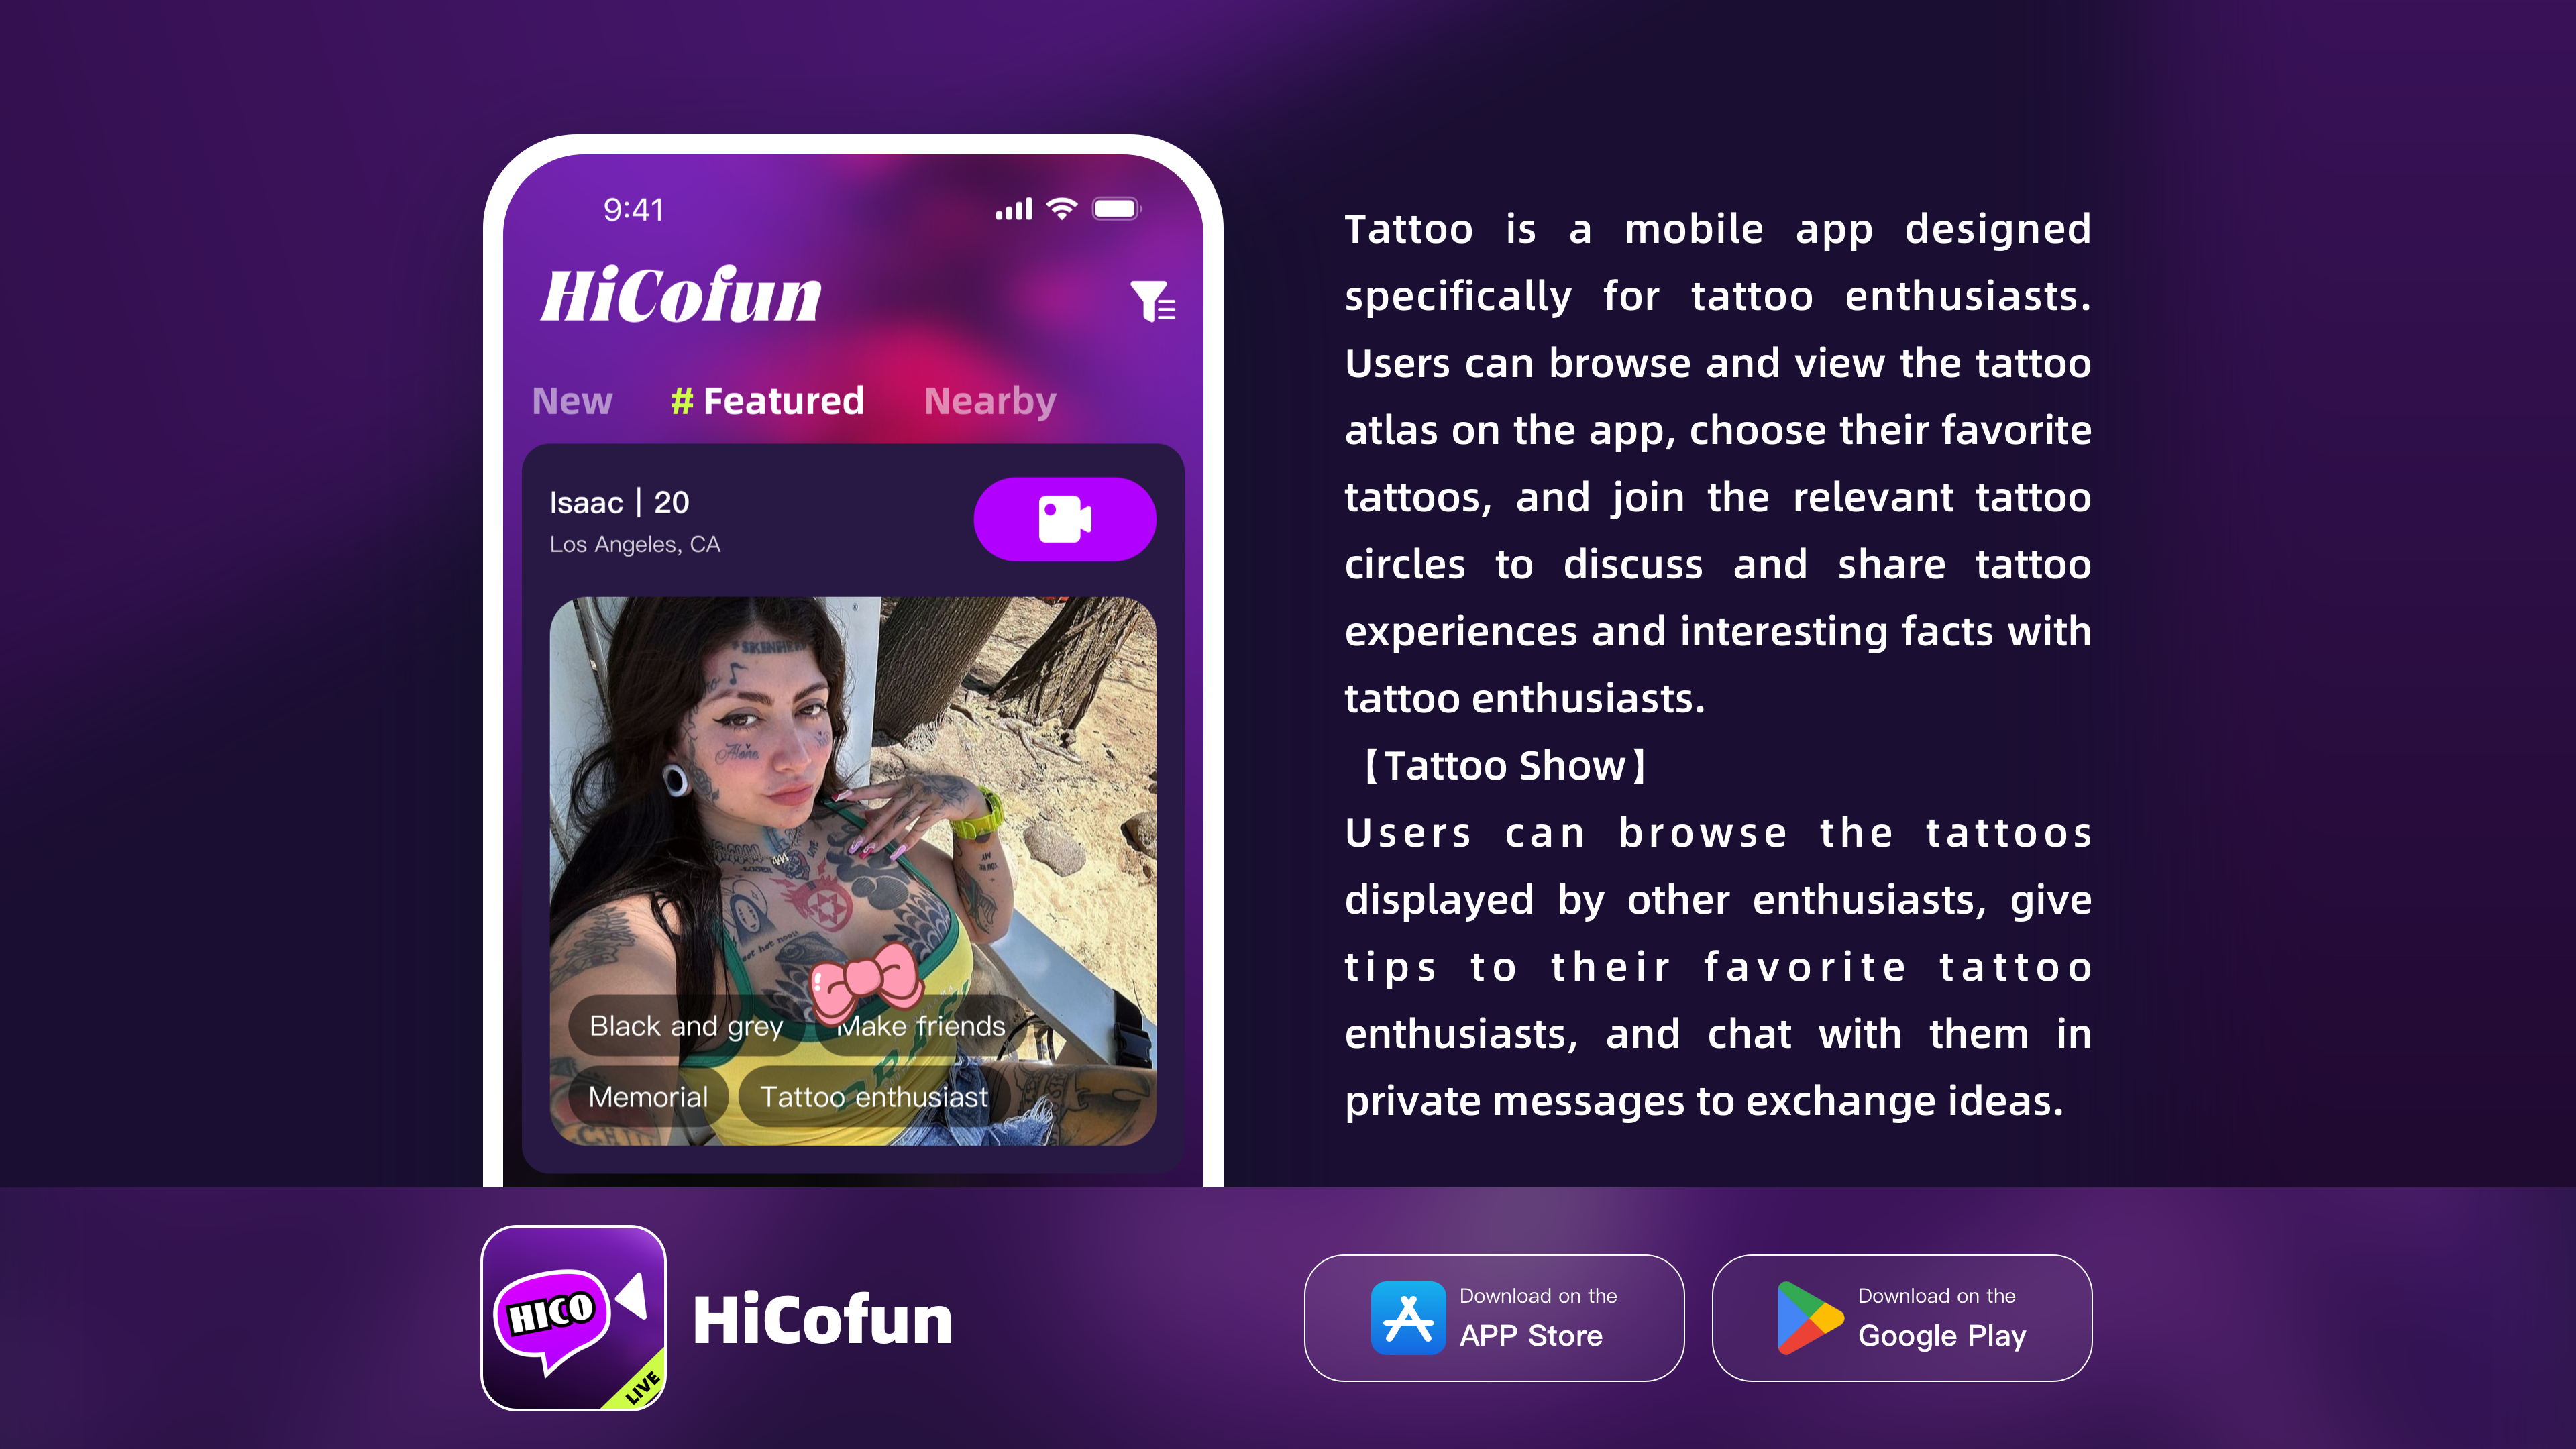 9:41
HiCofun
New # Featured Nearby
Isaac | 20
Los Angeles, CA
Alone
Black and grey
Make friends
Memorial
Tattoo enthusiast
Tattoo is a mobile app designed
specifically for tattoo enthusiasts.
Users can browse and view the tattoo
atlas on the app, choose their favorite
tattoos, and join the relevant tattoo
circles to discuss and share tattoo
experiences and interesting facts with
tattoo enthusiasts.
【Tattoo Show】
Users can browse the tattoos
displayed by other enthusiasts, give
tips to their favorite tattoo
enthusiasts, and chat with them in
private messages to exchange ideas.
HICO
LIVE
HiCofun
Download on the
APP Store
Download on the
Google Play